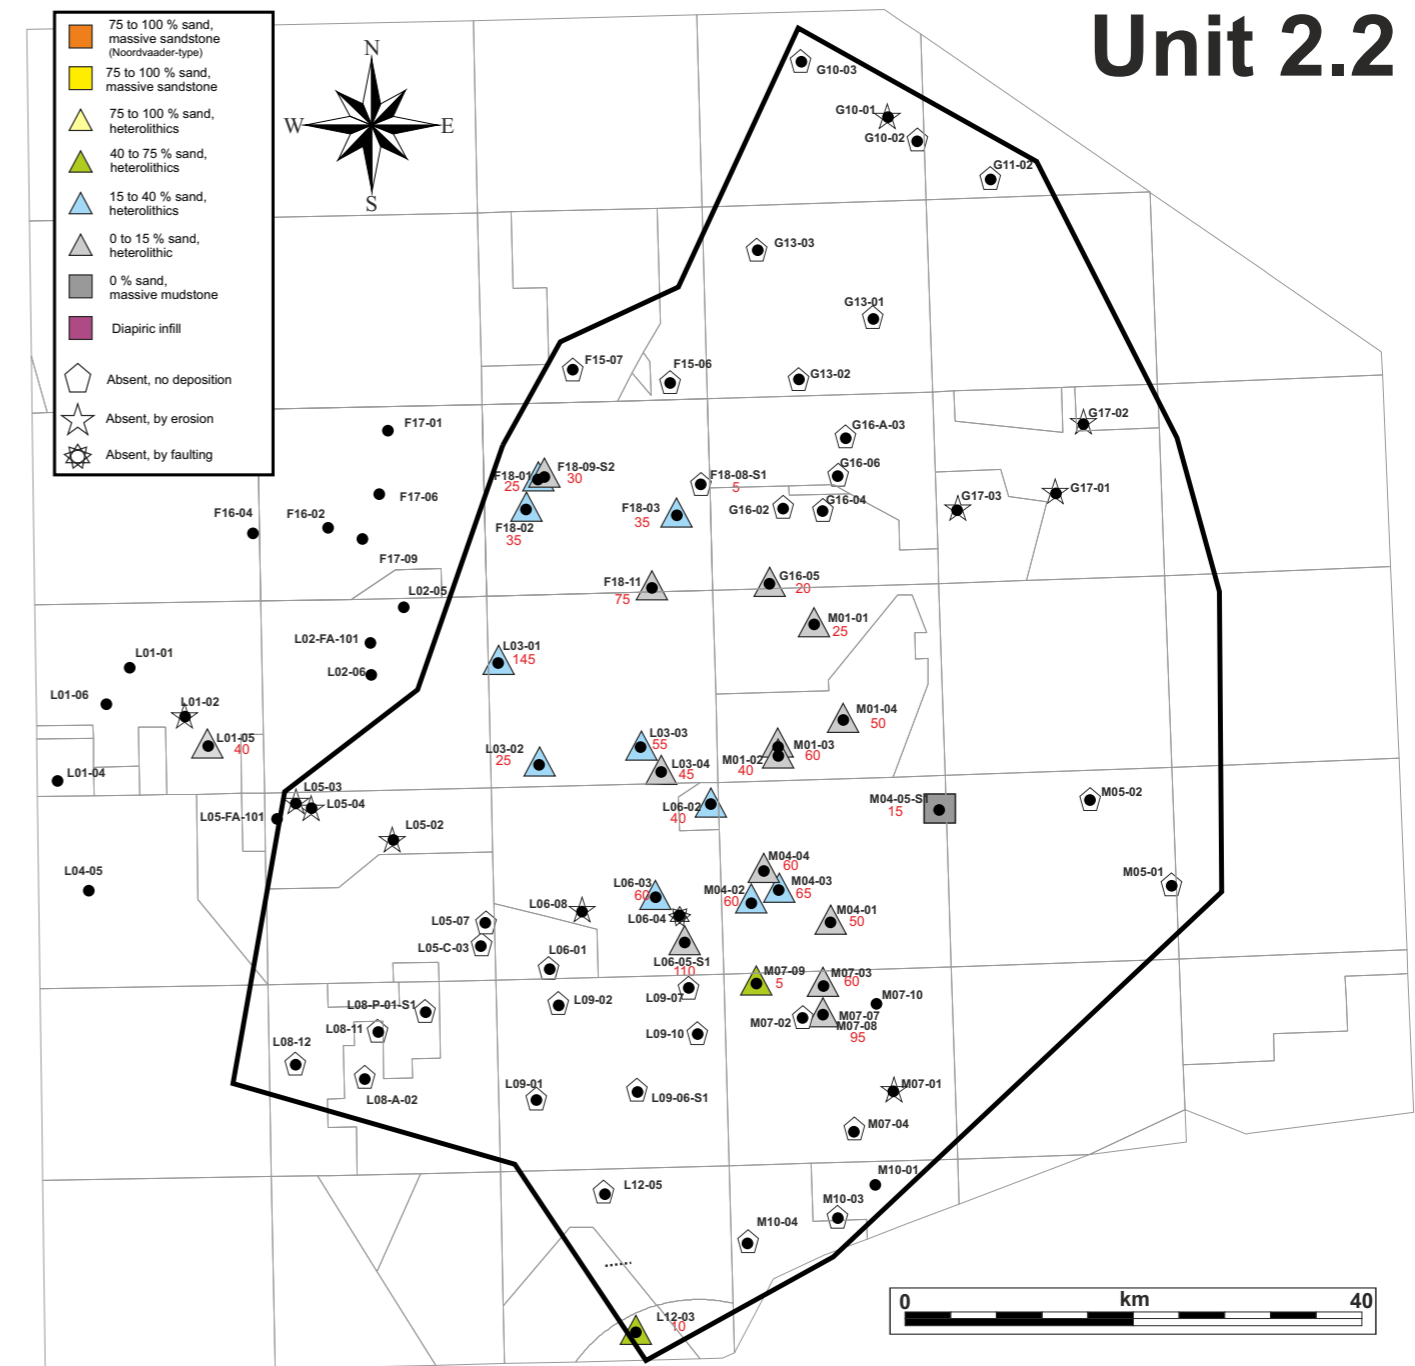 Unit 2.2
75 to 100 % sand,
massive sandstone
(Noordvaader-type)
75 to 100 % sand,
massive sandstone
75 to 100 % sand,
heterolithics
40 to 75 % sand,
heterolithics
15 to 40 % sand,
heterolithics
0 to 15 % sand,
heterolithic
0 % sand,
massive mudstone
Diapiric infill
Absent, no deposition
Absent, by erosion
Absent, by faulting
N
W
E
S
G10-03
G10-01
G10-02
G11-02
G13-03
G13-01
F15-07
F15-06
G13-02
F17-01
G17-02
G16-A-03
F18-01
25
F18-09-S2
30
F18-08-S1
5
G16-06
F17-06
G17-01
G17-03
F16-04
F16-02
F18-02
35
F18-03
35
G16-02
G16-04
F17-09
F18-11
75
G16-05
20
L02-05
M01-01
25
L02-FA-101
L03-01
145
L01-01
L02-06
L01-06
L01-02
M01-04
50
L01-05
40
L03-02
25
L03-03
55
L03-04
45
M01-02
40
M01-03
60
L01-04
L05-03
L05-04
L05-FA-101
L06-02
40
M04-05-S1
15
M05-02
L05-02
L04-05
M04-04
60
M05-01
L06-03
60
M04-02
60
M04-03
65
L06-08
L06-04
L05-07
M04-01
50
L05-C-03
L06-01
L06-05-S1
110
M07-09
5
M07-03
60
L08-P-01-S1
L09-02
L09-07
M07-10
L08-11
L09-10
M07-02
M07-07
M07-08
95
L08-12
L08-A-02
L09-01
L09-06-S1
M07-01
M07-04
M10-01
L12-05
M10-03
M10-04
L12-03
10
0
km
40